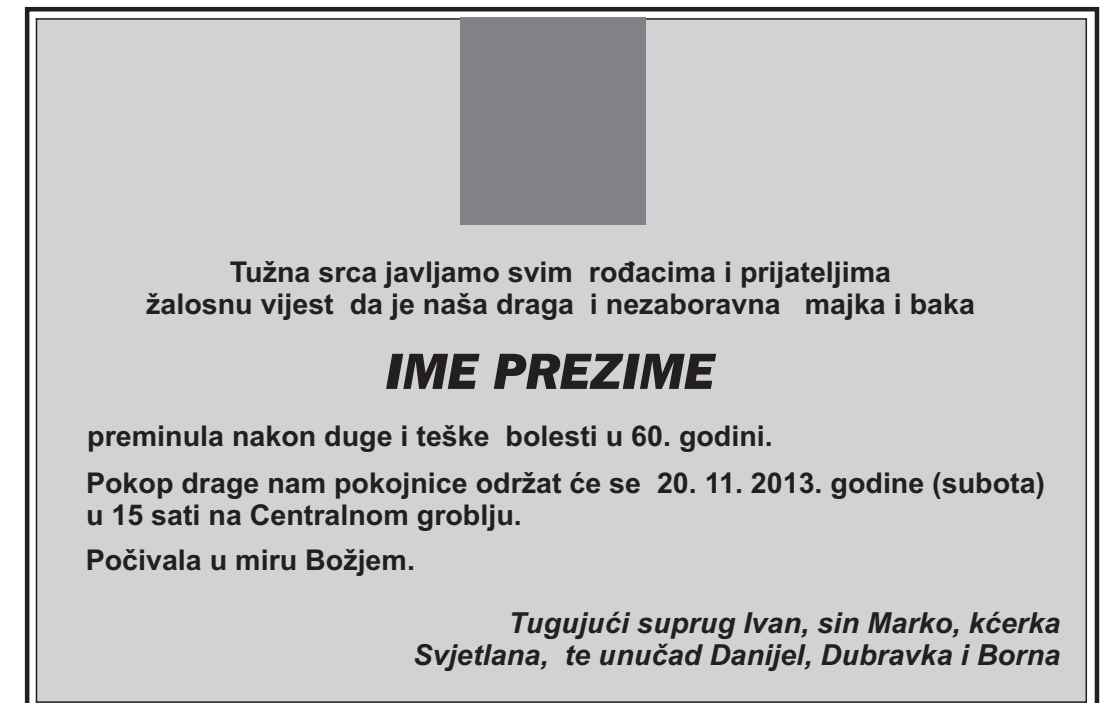 Tužna srca javljamo svim rođacima i prijateljima
žalosnu vijest da je naša draga i nezaboravna majka i baka
IME PREZIME
preminula nakon duge i teške bolesti u 60. godini.
Pokop drage nam pokojnice održat će se 20. 11. 2013. godine (subota)
u 15 sati na Centralnom groblju.
Počivala u miru Božjem.
Tugujući suprug Ivan, sin Marko, kćerka
Svjetlana, te unučad Danijel, Dubravka i Borna